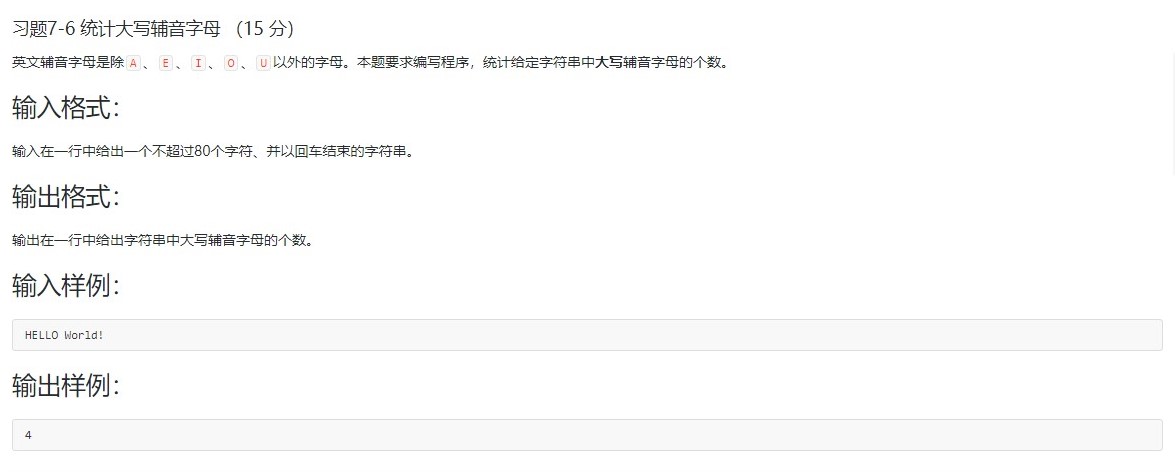 习题7-6 统计大写辅音字母 （15 分）
英文辅音字母是除A、E、I、O、U以外的字母。本题要求编写程序，统计给定字符串中大写辅音字母的个数。
输入格式：
输入在一行中给出一个不超过80个字符、并以回车结束的字符串。
输出格式：
输出在一行中给出字符串中大写辅音字母的个数。
输入样例：
HELLO World!
输出样例：
4